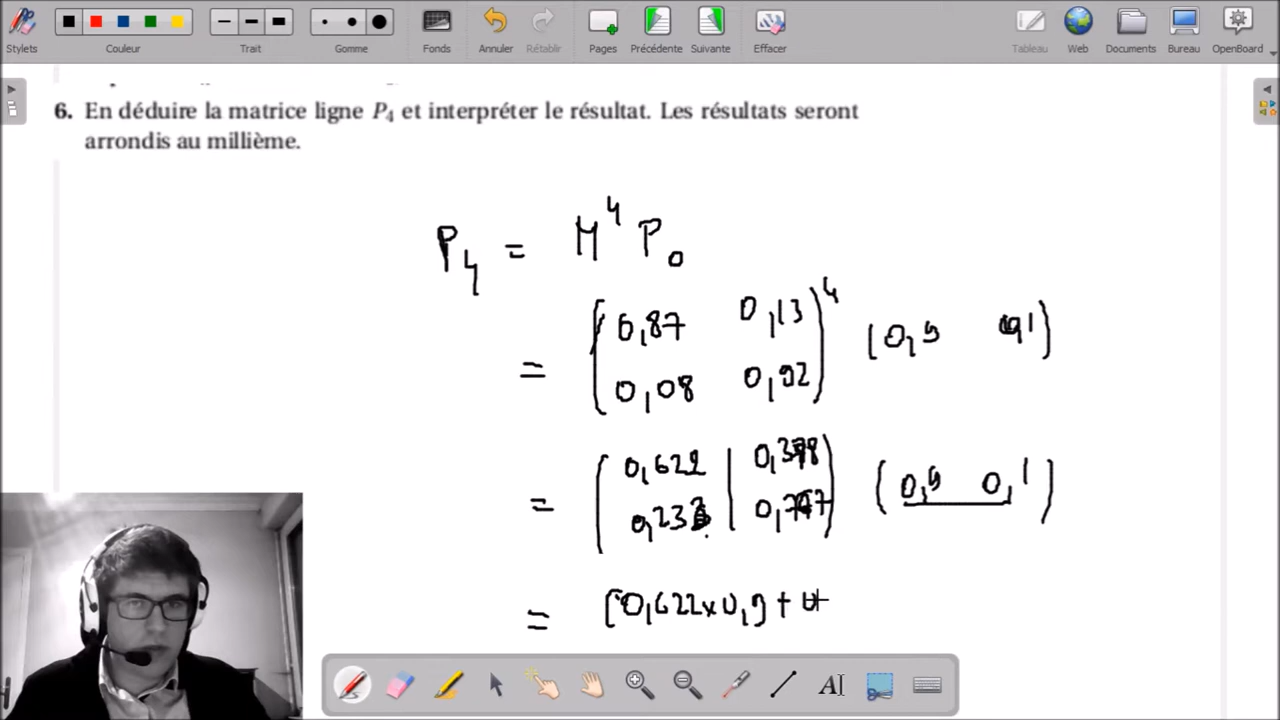 Stylets Couleur Trait Gomme Fonds Annuler Rétablir Pages Précédente Suivante Effacer Tableau Web Documents Bureau OpenBoard
6. En déduire la matrice ligne P₄ et interpréter le résultat. Les résultats seront
arrondis au millième.
P₄ = M⁴ P₀
= (0,87 0,13
0,08 0,92)⁴ (0,9 0,1)
= (0,622 | 0,378
0,233 | 0,767) (0,9 0,1)
= (0,622×0,9 +